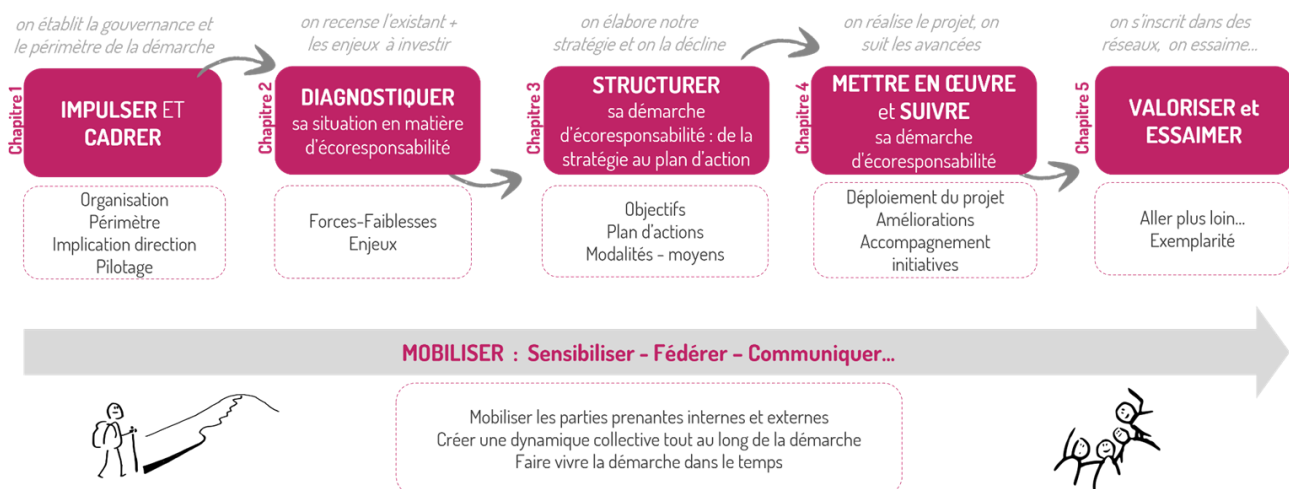 on établit la gouvernance et
le périmètre de la démarche
Chapitre 1
IMPULSER ET
CADRER
Organisation
Périmètre
Implication direction
Pilotage
on recense l'existant +
les enjeux à investir
Chapitre 2
DIAGNOSTIQUER
sa situation en matière
d'écoresponsabilité
Forces-Faiblesses
Enjeux
on élabore notre
stratégie et on la décline
Chapitre 3
STRUCTURER
sa démarche
d'écoresponsabilité : de la
stratégie au plan d'action
Objectifs
Plan d'actions
Modalités - moyens
on réalise le projet, on
suit les avancées
Chapitre 4
METTRE EN ŒUVRE
et SUIVRE
sa démarche
d'écoresponsabilité
Déploiement du projet
Améliorations
Accompagnement
initiatives
on s'inscrit dans des
réseaux, on essaime...
Chapitre 5
VALORISER et
ESSAIMER
Aller plus loin...
Exemplarité
MOBILISER : Sensibiliser - Fédérer – Communiquer...
Mobiliser les parties prenantes internes et externes
Créer une dynamique collective tout au long de la démarche
Faire vivre la démarche dans le temps